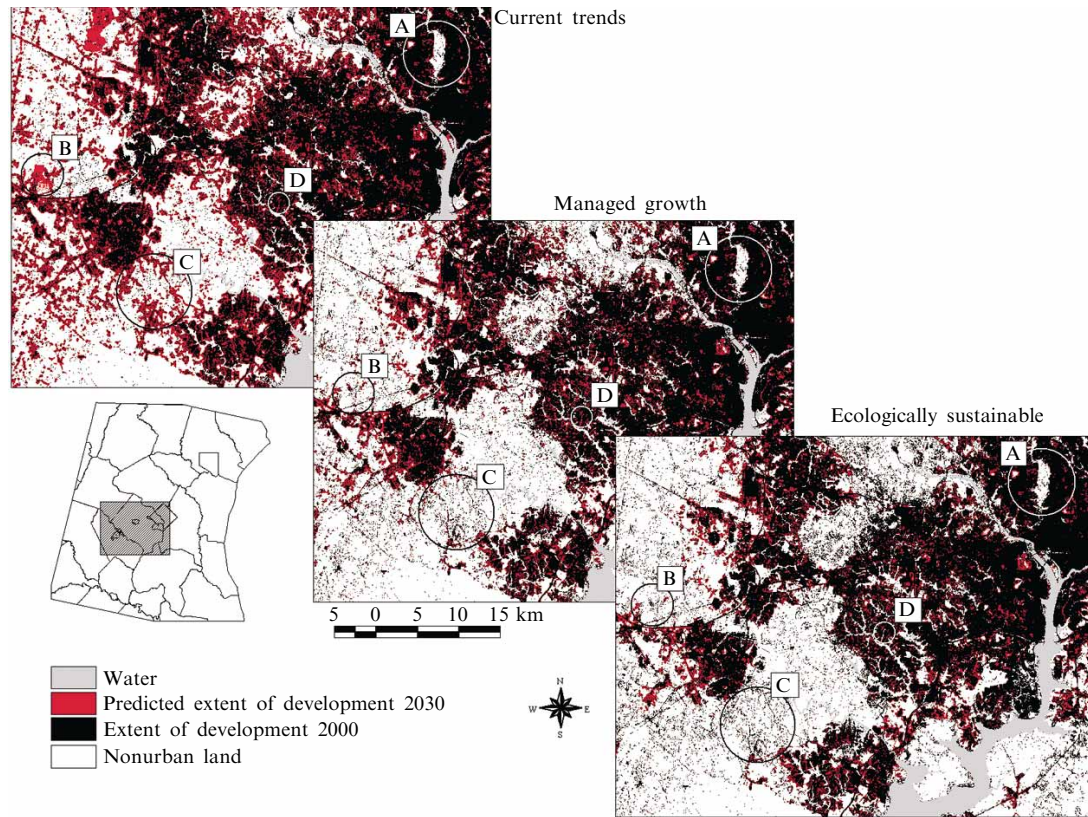 Current trends
A
B
D
C
Managed growth
A
B
D
C
Ecologically sustainable
A
B
D
C
5 0 5 10 15 km
Water
Predicted extent of development 2030
Extent of development 2000
Nonurban land
N
W E
S